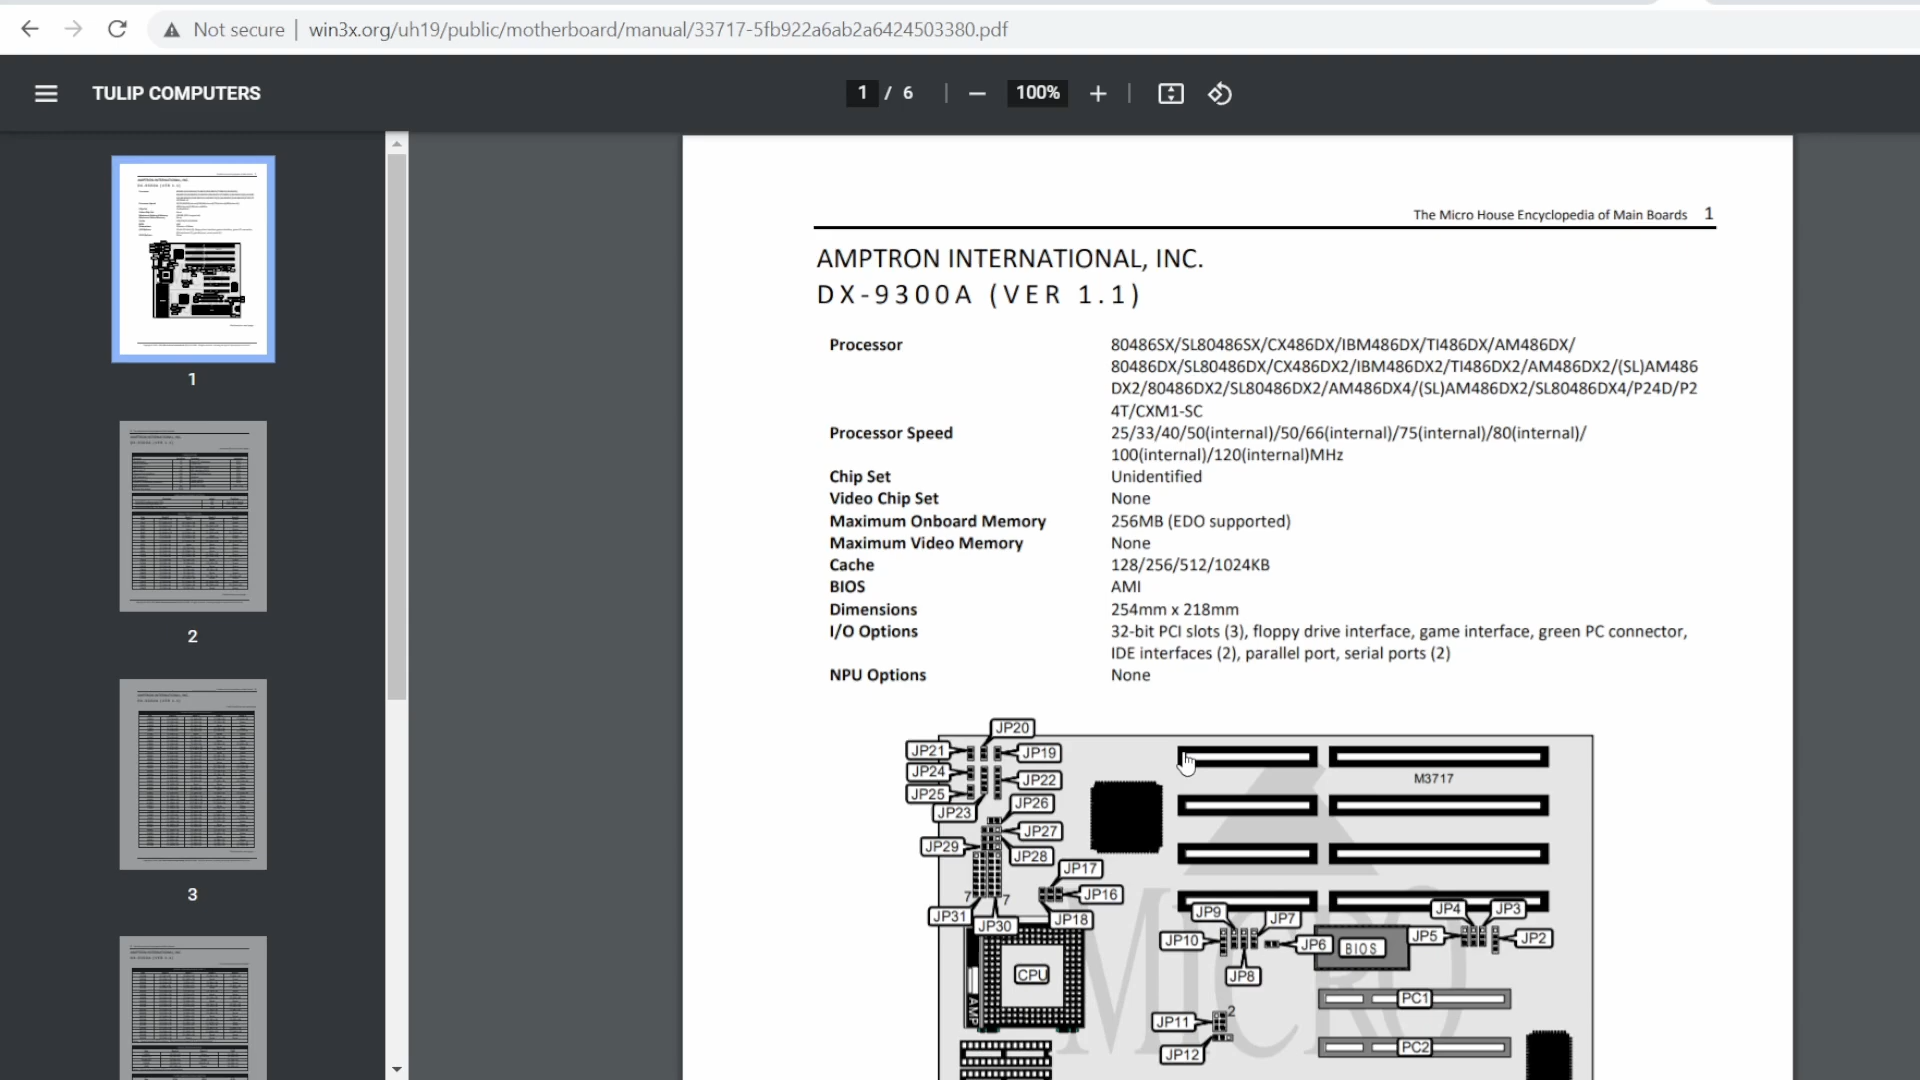 Not secure | win3x.org/uh19/public/motherboard/manual/33717-5fb922a6ab2a6424503380.pdf
TULIP COMPUTERS
1 / 6
100%
1
2
3
The Micro House Encyclopedia of Main Boards 1
AMPTRON INTERNATIONAL, INC.
DX-9300A (VER 1.1)
Processor 80486SX/SL80486SX/CX486DX/IBM486DX/TI486DX/AM486DX/
80486DX/SL80486DX/CX486DX2/IBM486DX2/TI486DX2/AM486DX2/(SL)AM486
DX2/80486DX2/SL80486DX2/AM486DX4/(SL)AM486DX2/SL80486DX4/P24D/P2
4T/CXM1-SC
Processor Speed 25/33/40/50(internal)/50/66(internal)/75(internal)/80(internal)/
100(internal)/120(internal)MHz
Chip Set Unidentified
Video Chip Set None
Maximum Onboard Memory 256MB (EDO supported)
Maximum Video Memory None
Cache 128/256/512/1024KB
BIOS AMI
Dimensions 254mm x 218mm
I/O Options 32-bit PCI slots (3), floppy drive interface, game interface, green PC connector,
IDE interfaces (2), parallel port, serial ports (2)
NPU Options None
JP20
JP21 JP19
JP24 JP22
JP25
JP23 JP26
JP27
JP29 JP28
JP17
7 7 JP16
JP31 JP30 JP18
M3717
JP9 JP7 JP4 JP3
JP10 JP6 BIOS JP5 JP2
JP8
CPU
AMP
MICRO
PC1
JP11 2
JP12
PC2